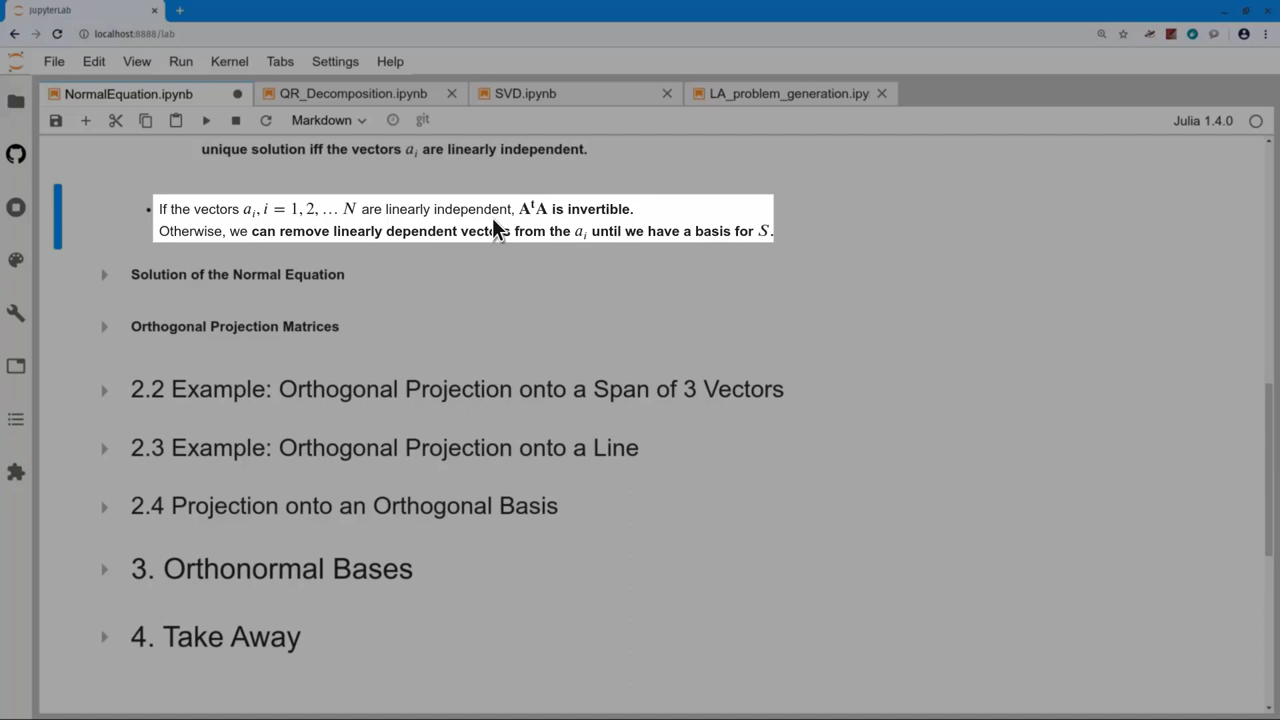 JupyterLab
localhost:8888/lab
File Edit View Run Kernel Tabs Settings Help
NormalEquation.ipynb QR_Decomposition.ipynb SVD.ipynb LA_problem_generation.ipy
Markdown git Julia 1.4.0
unique solution iff the vectors aᵢ are linearly independent.
• If the vectors aᵢ, i = 1, 2, … N are linearly independent, AᵗA is invertible.
Otherwise, we can remove linearly dependent vectors from the aᵢ until we have a basis for S.
Solution of the Normal Equation
Orthogonal Projection Matrices
2.2 Example: Orthogonal Projection onto a Span of 3 Vectors
2.3 Example: Orthogonal Projection onto a Line
2.4 Projection onto an Orthogonal Basis
3. Orthonormal Bases
4. Take Away